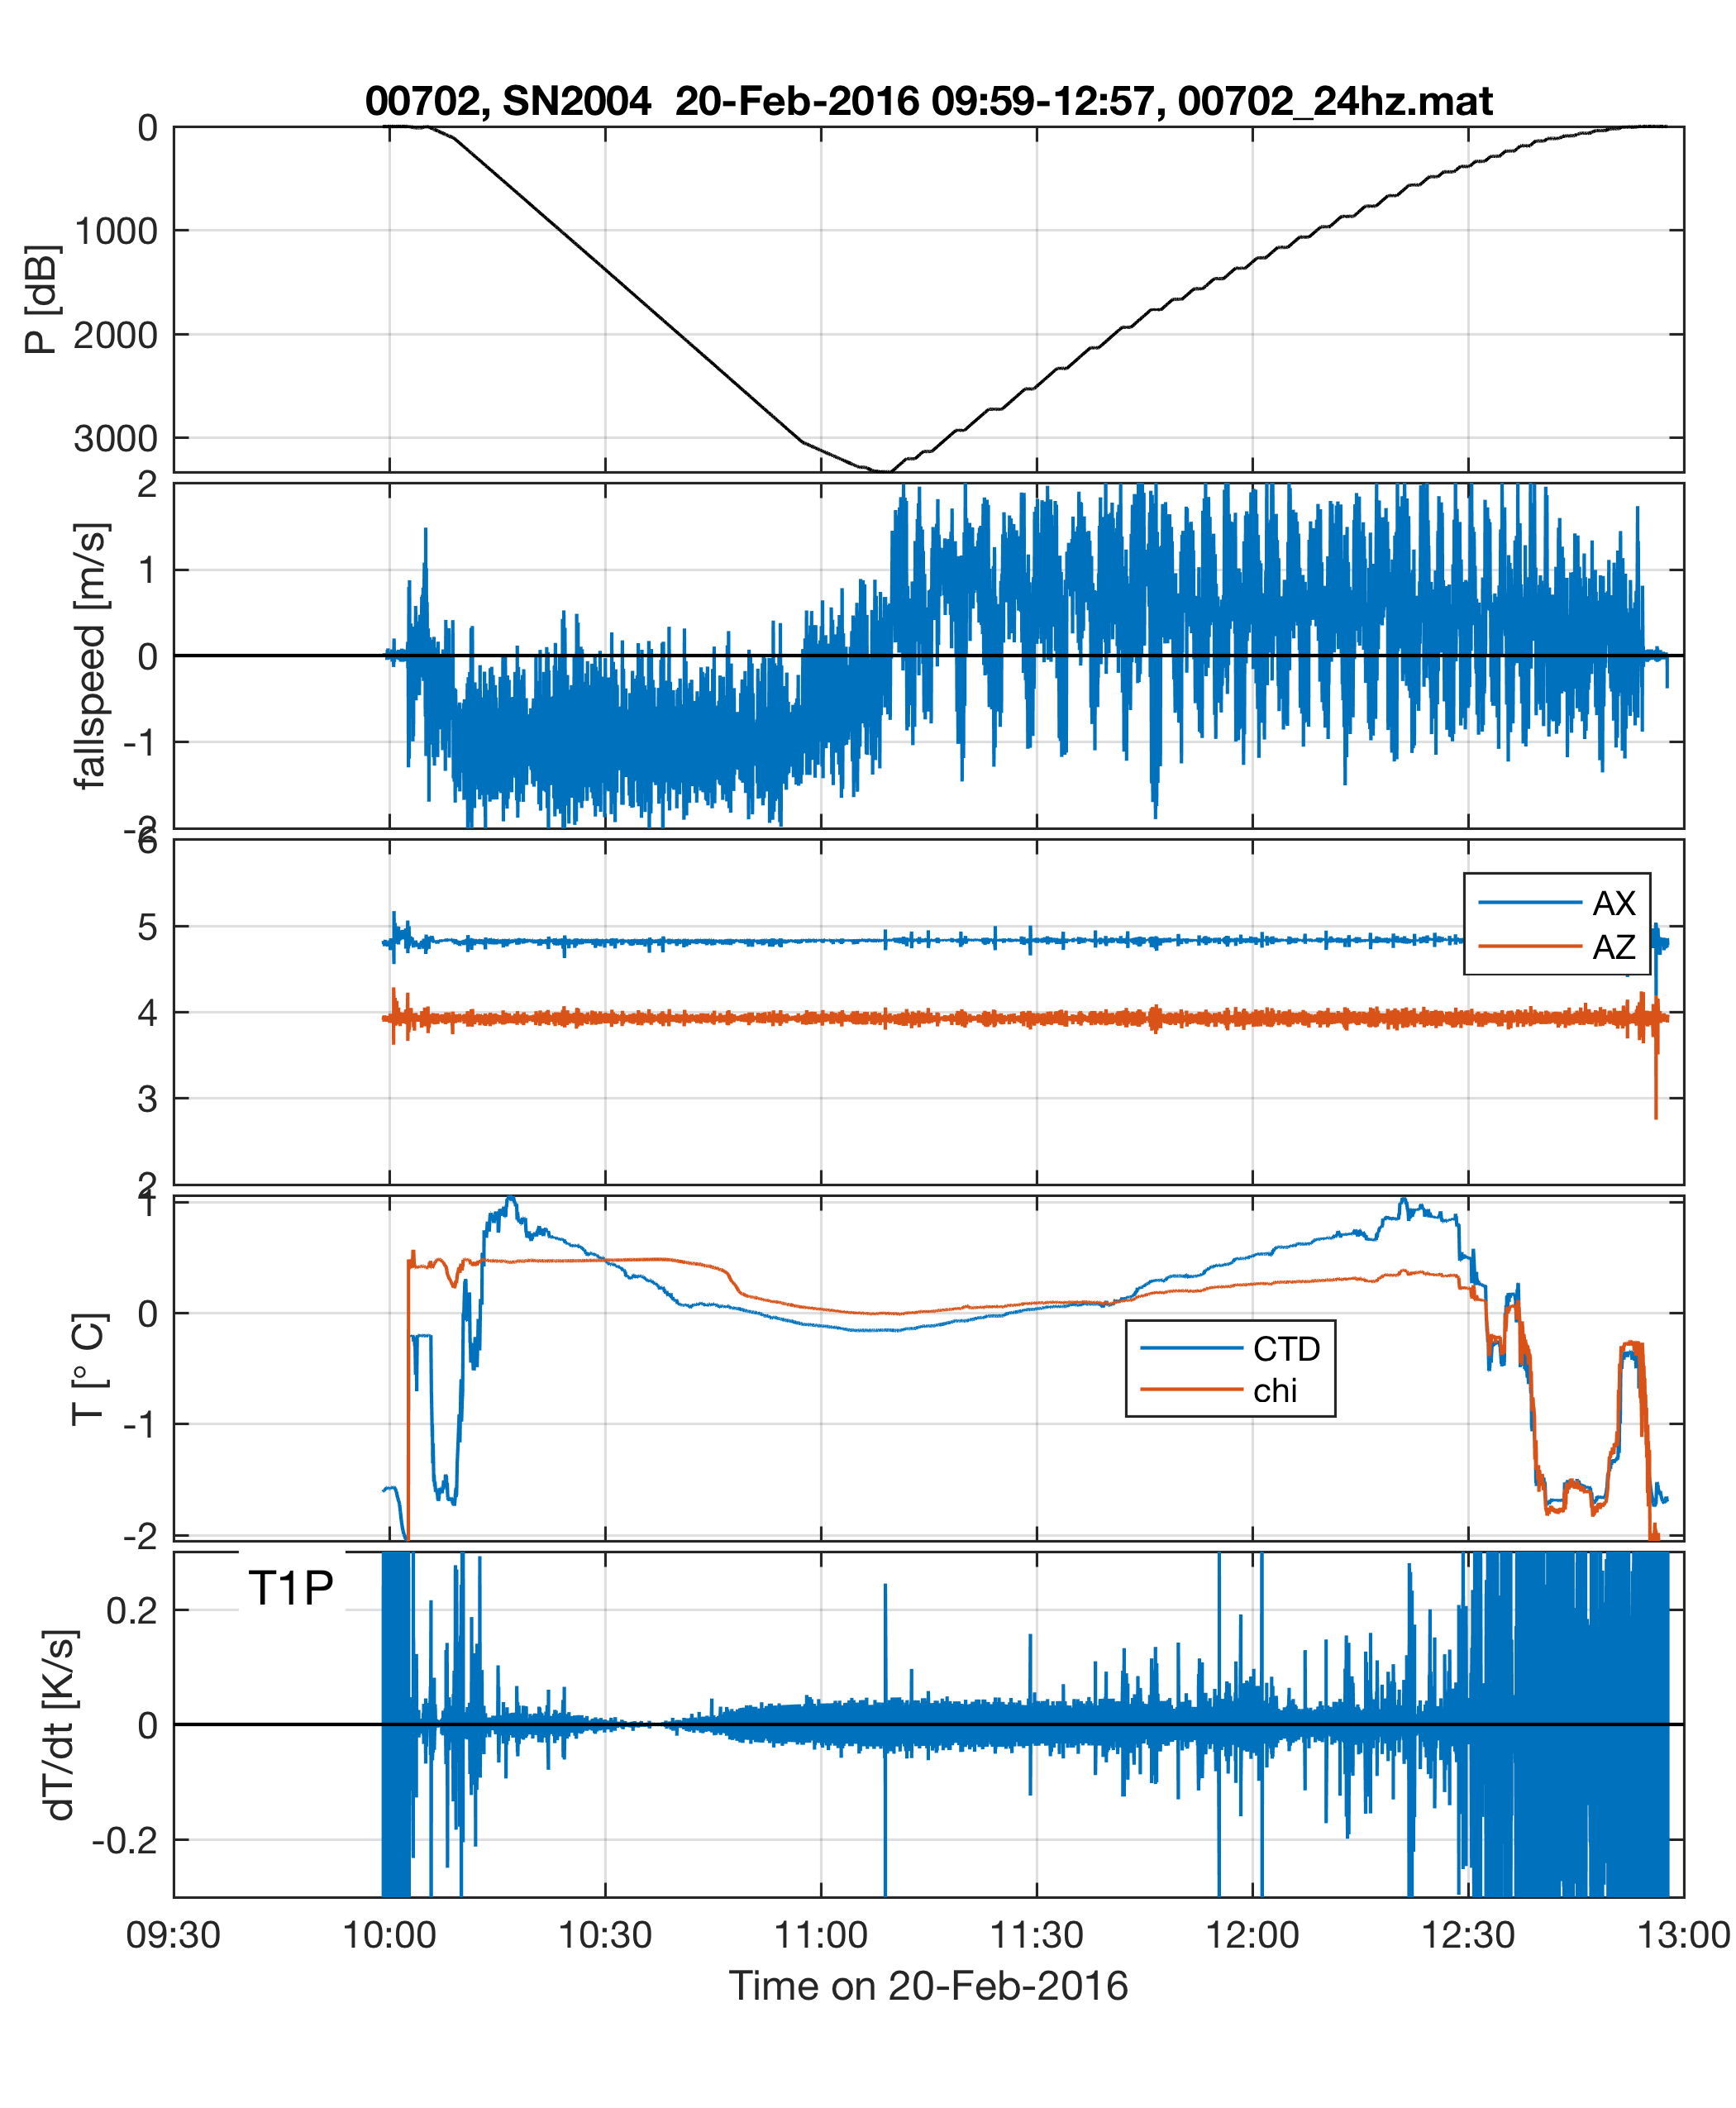 00702, SN2004  20-Feb-2016 09:59-12:57, 00702_24hz.mat
0
1000
2000
3000
P [dB]
2
1
0
-1
-2
fallspeed [m/s]
6
5
4
3
2
AX
AZ
1
0
-1
-2
T [° C]
CTD
chi
T1P
0.2
0
-0.2
dT/dt [K/s]
09:30 10:00 10:30 11:00 11:30 12:00 12:30 13:00
Time on 20-Feb-2016